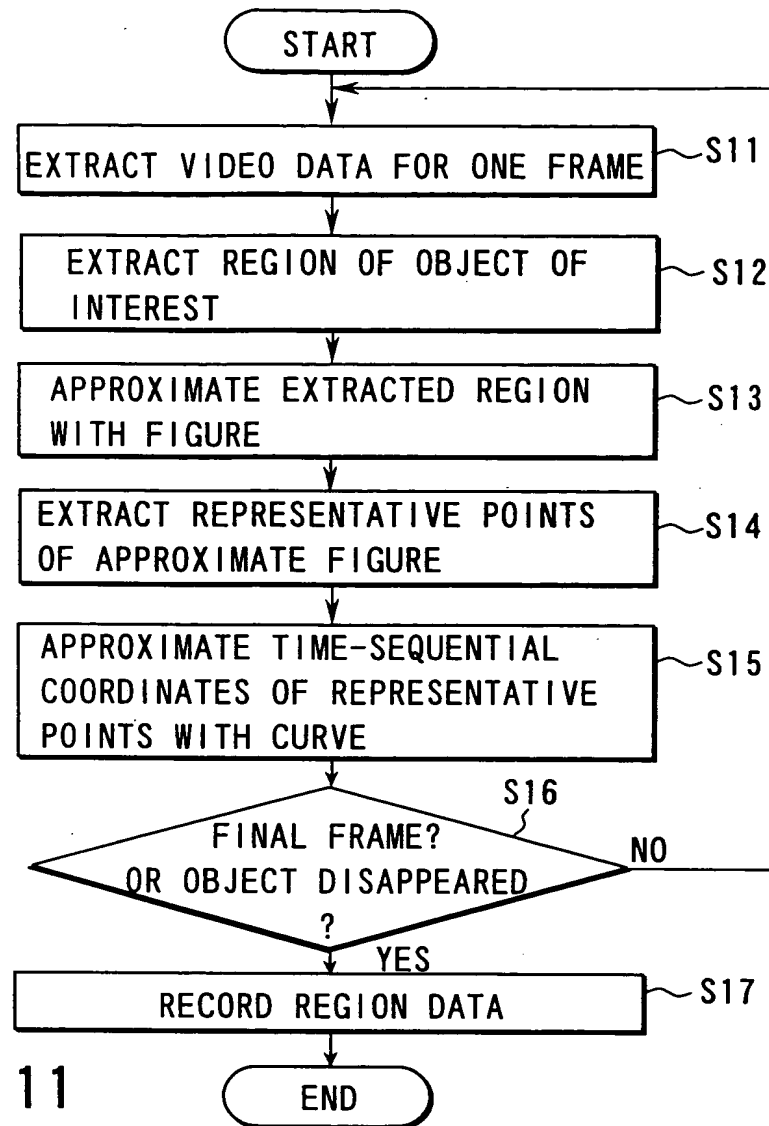 START
EXTRACT VIDEO DATA FOR ONE FRAME
S11
EXTRACT REGION OF OBJECT OF
INTEREST
S12
APPROXIMATE EXTRACTED REGION
WITH FIGURE
S13
EXTRACT REPRESENTATIVE POINTS
OF APPROXIMATE FIGURE
S14
APPROXIMATE TIME-SEQUENTIAL
COORDINATES OF REPRESENTATIVE
POINTS WITH CURVE
S15
S16
FINAL FRAME?
OR OBJECT DISAPPEARED
?
NO
YES
RECORD REGION DATA
S17
END
11